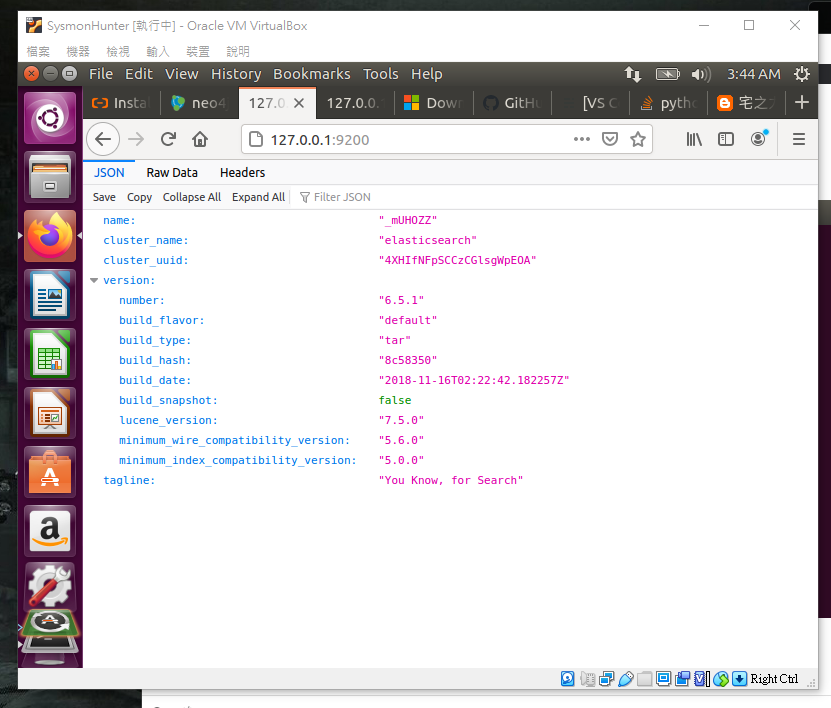 SysmonHunter [執行中] - Oracle VM VirtualBox
檔案 機器 檢視 輸入 裝置 說明
File Edit View History Bookmarks Tools Help 3:44 AM
Insta neo4 127.0. 127.0.0. Down GitHu [VS C pytho 宅之力
127.0.0.1:9200
JSON Raw Data Headers
Save Copy Collapse All Expand All Filter JSON
name: "_mUHOZZ"
cluster_name: "elasticsearch"
cluster_uuid: "4XHIfNFpSCCzCGlsgWpEOA"
version:
number: "6.5.1"
build_flavor: "default"
build_type: "tar"
build_hash: "8c58350"
build_date: "2018-11-16T02:22:42.182257Z"
build_snapshot: false
lucene_version: "7.5.0"
minimum_wire_compatibility_version: "5.6.0"
minimum_index_compatibility_version: "5.0.0"
tagline: "You Know, for Search"
Right Ctrl